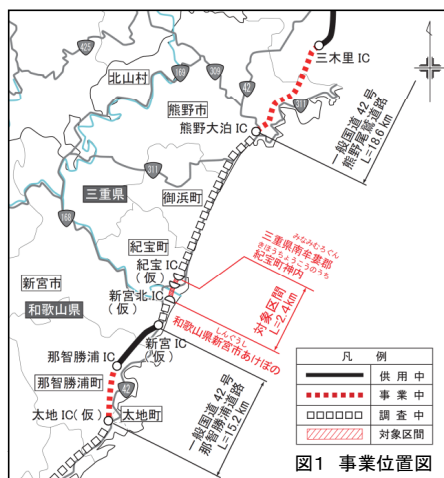 三木里 IC
425
169
309
42
311
北山村
熊野市
熊野大泊 IC
一般国道 42号
熊野尾鷲道路
L=18.6 km
311
三重県
御浜町
168
紀宝町
紀宝 IC
(仮)
新宮市
新宮北 IC
(仮)
和歌山県
みなみむろぐん
三重県南牟婁郡
きほうちょうこうのうち
紀宝町神内
対象区間
L=2.4km
しんぐうし
和歌山県新宮市あけぼの
新宮 IC
(仮)
那智勝浦 IC
那智勝浦町
42
太地 IC(仮)
太地町
一般国道 42号
那智勝浦道路
L=15.2 km
凡 例
供用中
事業中
調査中
対象区間
図1 事業位置図